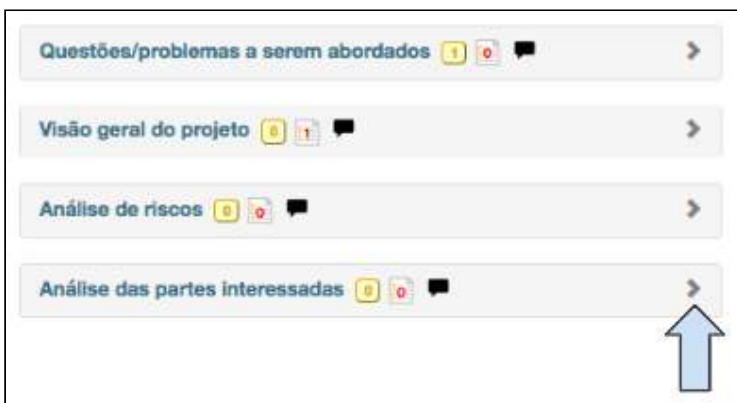 Questões/problemas a serem abordados 1 0
Visão geral do projeto 0 1
Análise de riscos 0 0
Análise das partes interessadas 0 0